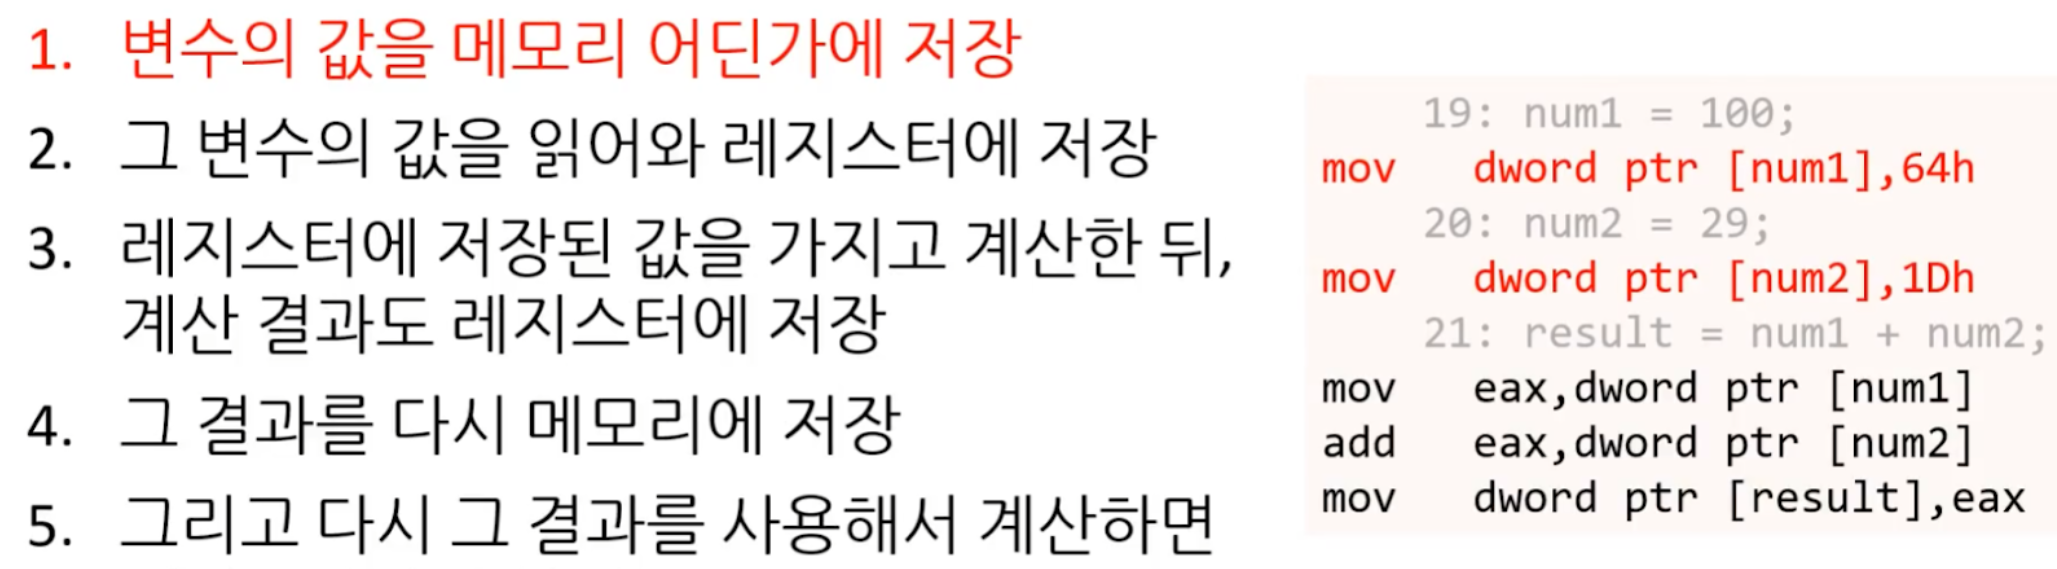 1. 변수의 값을 메모리 어딘가에 저장
2. 그 변수의 값을 읽어와 레지스터에 저장
3. 레지스터에 저장된 값을 가지고 계산한 뒤,
계산 결과도 레지스터에 저장
4. 그 결과를 다시 메모리에 저장
5. 그리고 다시 그 결과를 사용해서 계산하면
19: num1 = 100;
mov dword ptr [num1],64h
20: num2 = 29;
mov dword ptr [num2],1Dh
21: result = num1 + num2;
mov eax,dword ptr [num1]
add eax,dword ptr [num2]
mov dword ptr [result],eax